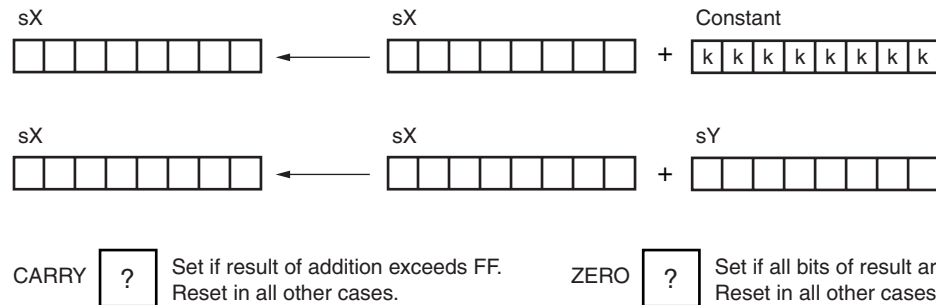 sX sX Constant
+ k k k k k k k k
sX sX sY
+
CARRY ? Set if result of addition exceeds FF.
Reset in all other cases.
ZERO ? Set if all bits of result
Reset in all other cases